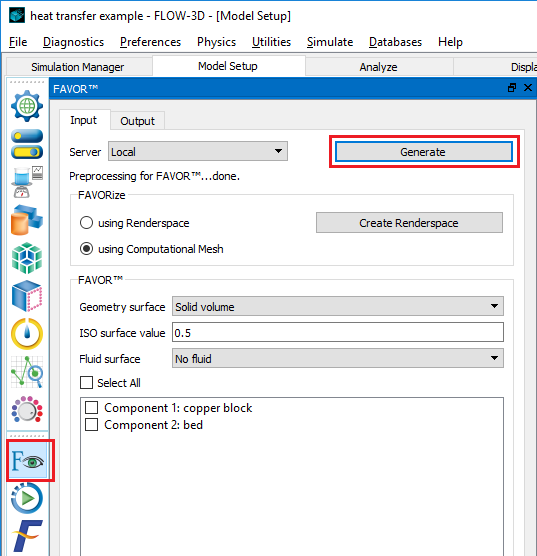 heat transfer example - FLOW-3D - [Model Setup]
File Diagnostics Preferences Physics Utilities Simulate Databases Help
Simulation Manager Model Setup Analyze Displa
FAVOR™
Input Output
Server Local Generate
Preprocessing for FAVOR™...done.
FAVORize
using Renderspace Create Renderspace
using Computational Mesh
FAVOR™
Geometry surface Solid volume
ISO surface value 0.5
Fluid surface No fluid
Select All
Component 1: copper block
Component 2: bed
F
F